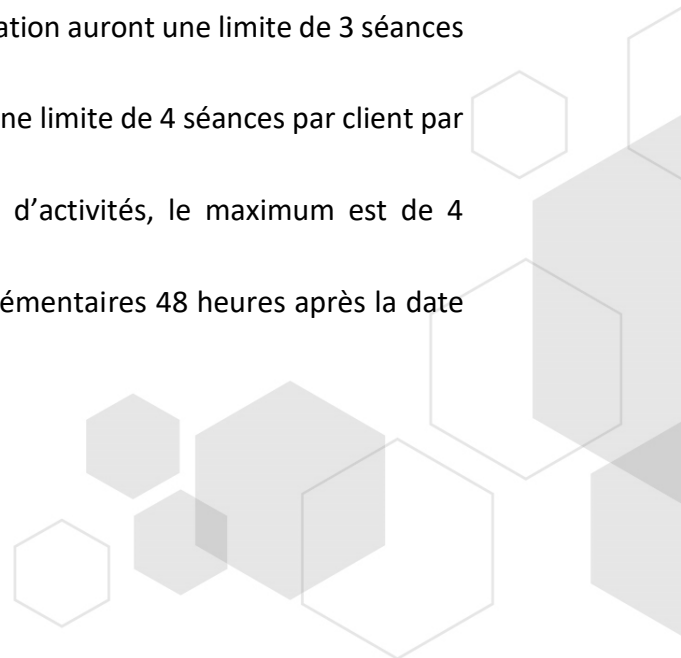 ation auront une limite de 3 séances
ne limite de 4 séances par client par
d’activités, le maximum est de 4
émentaires 48 heures après la date